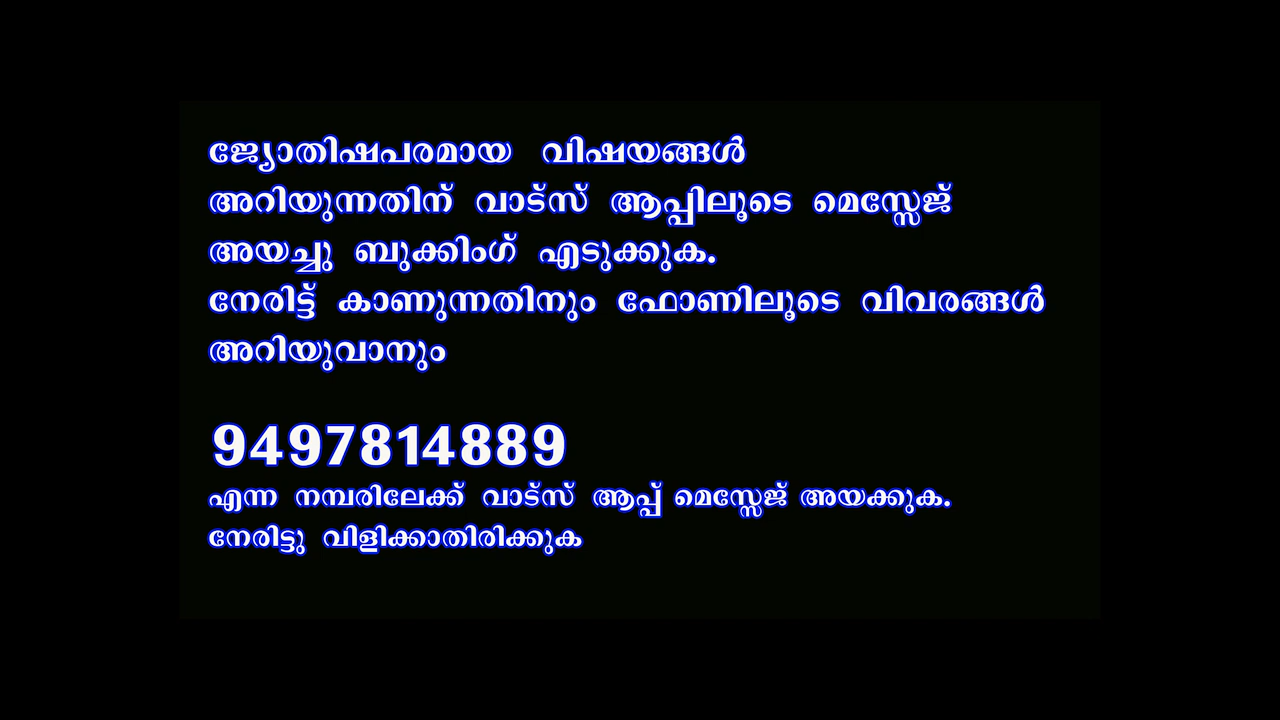 ജ്യോതിഷപരമായ വിഷയങ്ങൾ
അറിയുന്നതിന് വാട്സ് ആപ്പിലൂടെ മെസ്സേജ്
അയച്ചു ബുക്കിംഗ് എടുക്കുക.
നേരിട്ട് കാണുന്നതിനും ഫോണിലൂടെ വിവരങ്ങൾ
അറിയുവാനും
9497814889
എന്ന നമ്പരിലേക്ക് വാട്സ് ആപ്പ് മെസ്സേജ് അയക്കുക.
നേരിട്ടു വിളിക്കാതിരിക്കുക